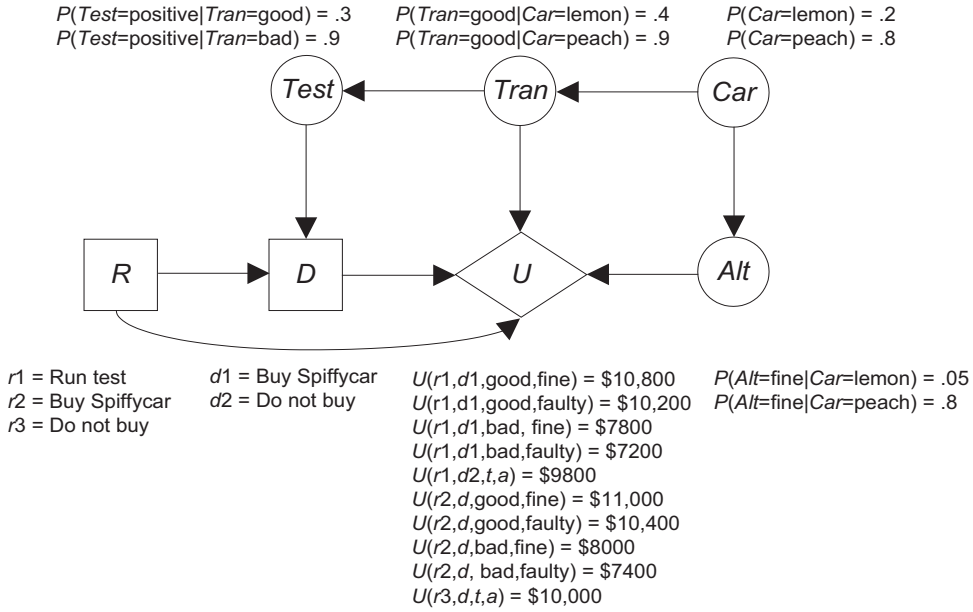 P(Test=positive|Tran=good) = .3
P(Test=positive|Tran=bad) = .9
P(Tran=good|Car=lemon) = .4
P(Tran=good|Car=peach) = .9
P(Car=lemon) = .2
P(Car=peach) = .8
Test
Tran
Car
R
D
U
Alt
r1 = Run test
r2 = Buy Spiffycar
r3 = Do not buy
d1 = Buy Spiffycar
d2 = Do not buy
U(r1,d1,good,fine) = $10,800
U(r1,d1,good,faulty) = $10,200
U(r1,d1,bad, fine) = $7800
U(r1,d1,bad,faulty) = $7200
U(r1,d2,t,a) = $9800
U(r2,d,good,fine) = $11,000
U(r2,d,good,faulty) = $10,400
U(r2,d,bad,fine) = $8000
U(r2,d, bad,faulty) = $7400
U(r3,d,t,a) = $10,000
P(Alt=fine|Car=lemon) = .05
P(Alt=fine|Car=peach) = .8